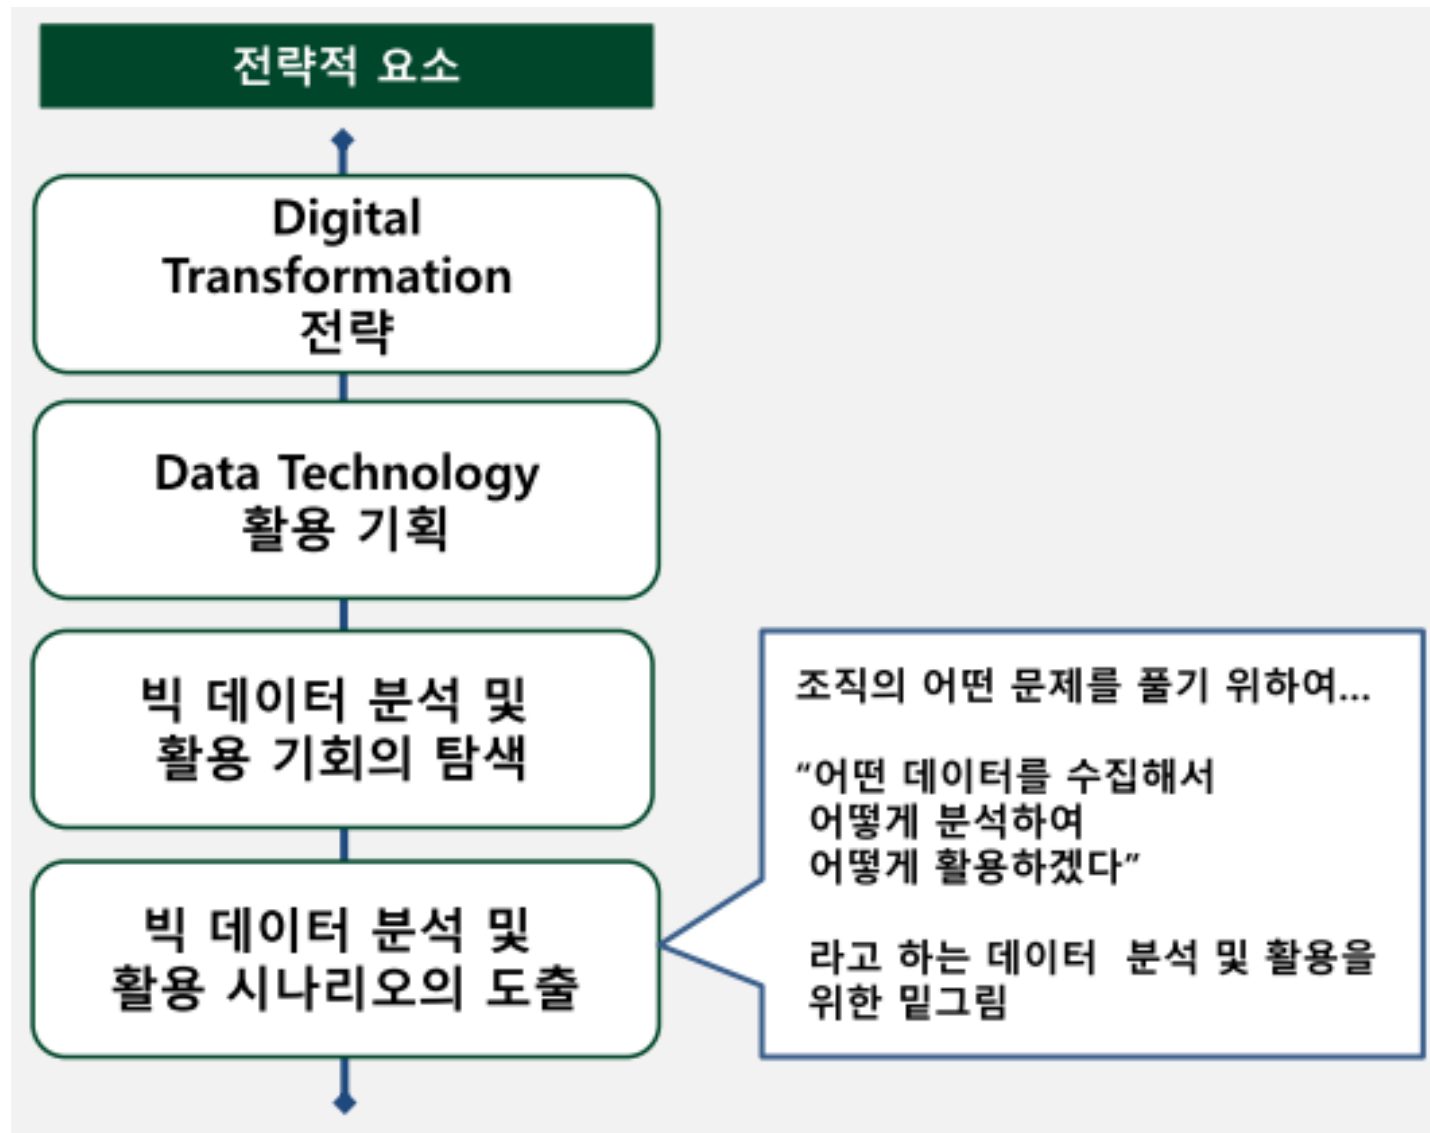 전략적 요소
Digital
Transformation
전략
Data Technology
활용 기획
빅 데이터 분석 및
활용 기회의 탐색
빅 데이터 분석 및
활용 시나리오의 도출
조직의 어떤 문제를 풀기 위하여...
“어떤 데이터를 수집해서
어떻게 분석하여
어떻게 활용하겠다”
라고 하는 데이터 분석 및 활용을
위한 밑그림